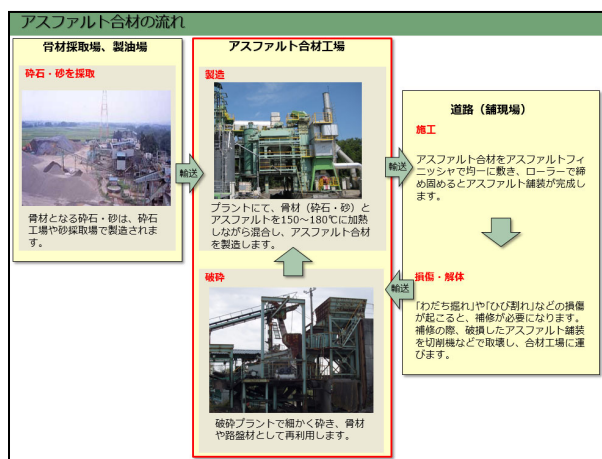 アスファルト合材の流れ
骨材採取場、製油場
砕石・砂を採取
骨材となる砕石・砂は、砕石
工場や砂採取場で製造されま
す。
輸送
アスファルト合材工場
製造
プラントにて、骨材（砕石・砂）と
アスファルトを150～180℃に加熱
しながら混合し、アスファルト合材
を製造します。
破砕
破砕プラントで細かく砕き、骨材
や路盤材として再利用します。
輸送
道路（舗現場）
施工
アスファルト合材をアスファルトフィ
ニッシャで均一に敷き、ローラーで締
め固めるとアスファルト舗装が完成し
ます。
損傷・解体
「わだち掘れ」や「ひび割れ」などの損傷
が起こると、補修が必要になります。
補修の際、破損したアスファルト舗装
を切削機などで取壊し、合材工場に運
びます。
輸送